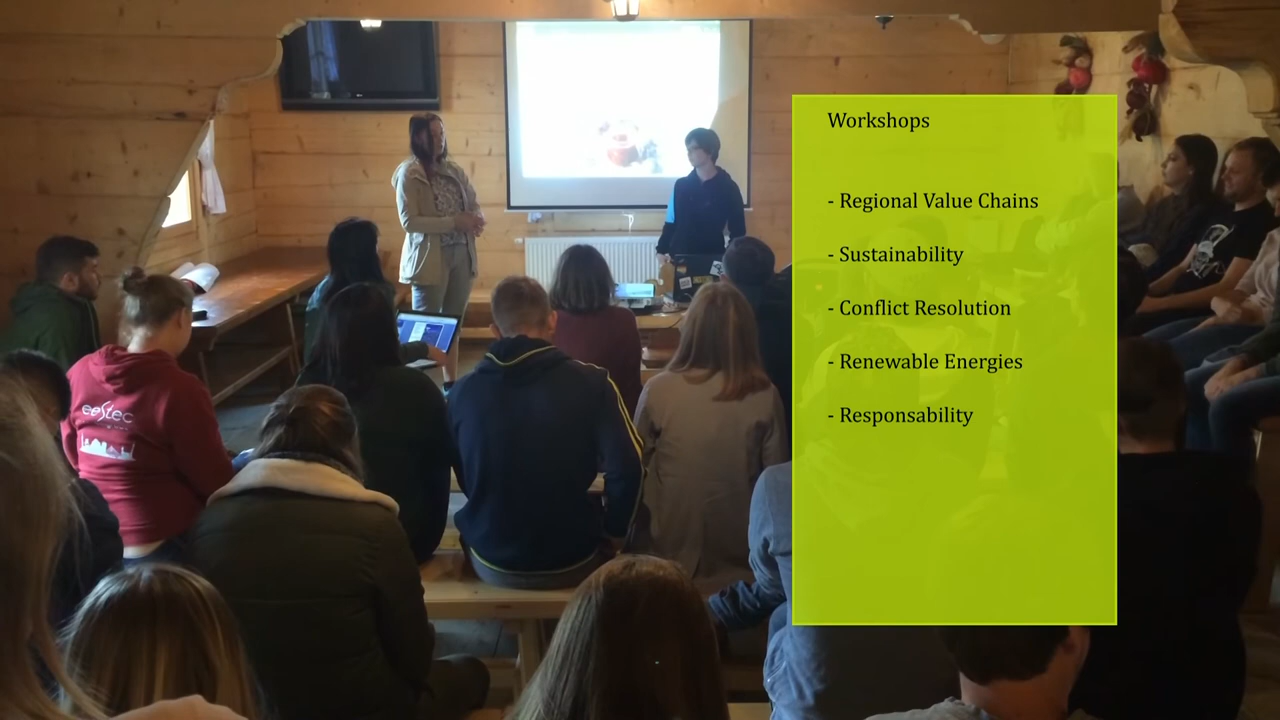 Workshops
- Regional Value Chains
- Sustainability
- Conflict Resolution
- Renewable Energies
- Responsability
eestec